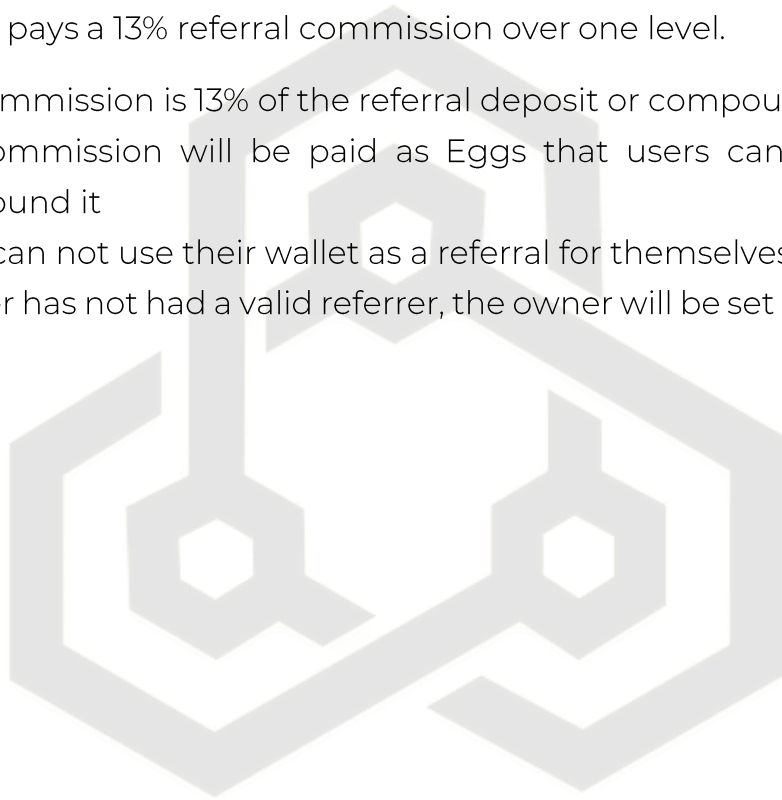 pays a 13% referral commission over one level.
mmission is 13% of the referral deposit or compou
ommission will be paid as Eggs that users can
ound it
can not use their wallet as a referral for themselves
r has not had a valid referrer, the owner will be set